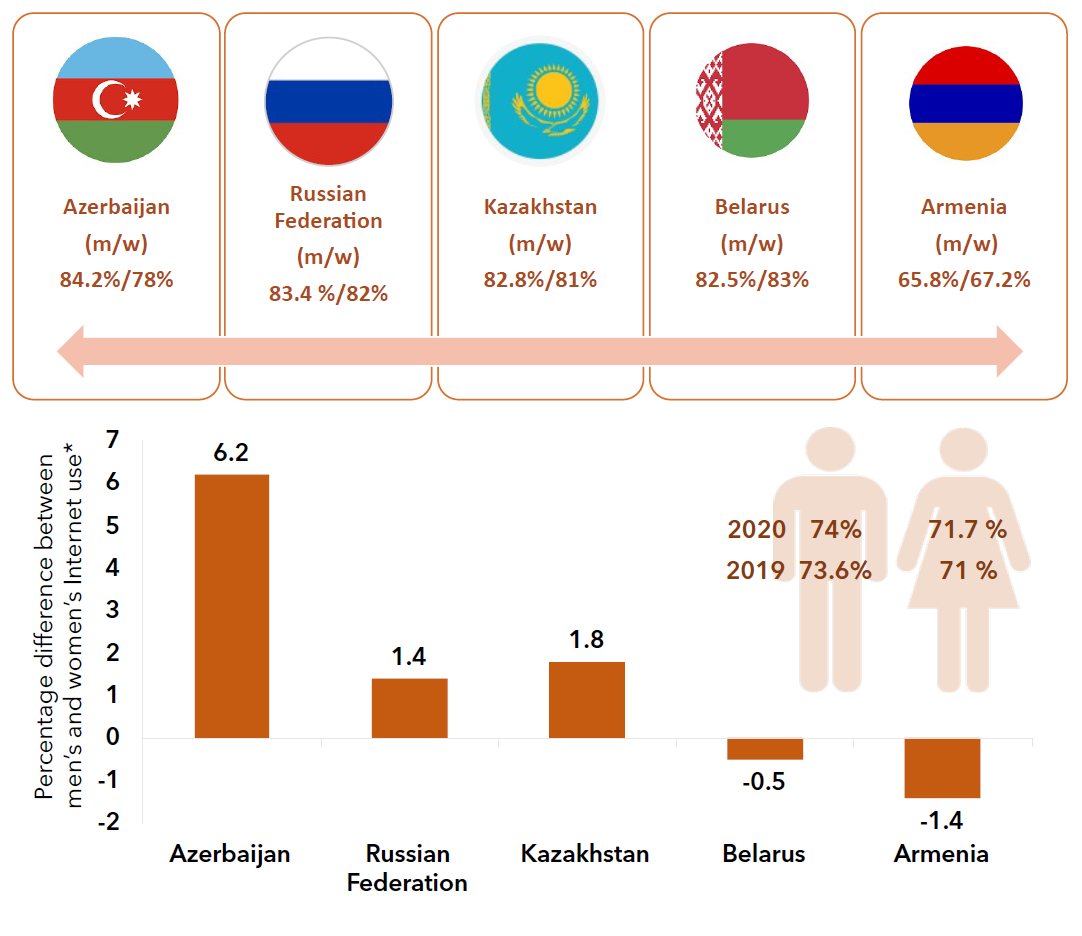 Azerbaijan
(m/w)
84.2%/78%
Russian
Federation
(m/w)
83.4 %/82%
Kazakhstan
(m/w)
82.8%/81%
Belarus
(m/w)
82.5%/83%
Armenia
(m/w)
65.8%/67.2%
Percentage difference between
men’s and women’s Internet use*
7
6
5
4
3
2
1
0
-1
-2
6.2
1.4
1.8
-0.5
-1.4
2020 74% 71.7 %
2019 73.6% 71 %
Azerbaijan
Russian
Federation
Kazakhstan
Belarus
Armenia